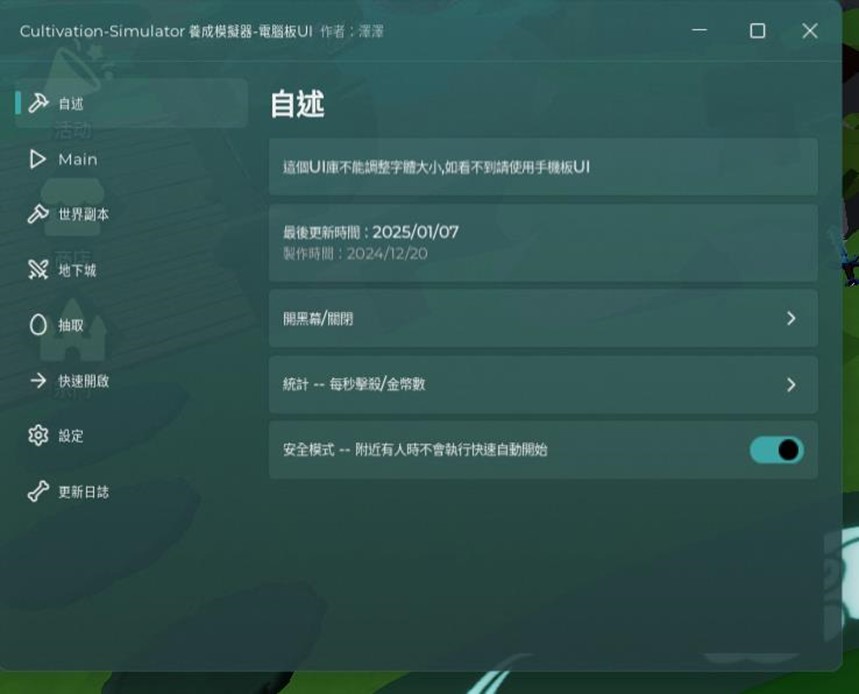 Cultivation-Simulator 養成模擬器-電腦板UI 作者：澤澤
自述
活动
Main
世界副本
商店
地下城
抽取
快速開啟
設定
更新日誌
自述
這個UI庫不能調整字體大小,如看不到請使用手機板UI
最後更新時間：2025/01/07
製作時間：2024/12/20
開黑幕/關閉
統計 -- 每秒擊殺/金幣數
安全模式 -- 附近有人時不會執行快速自動開始